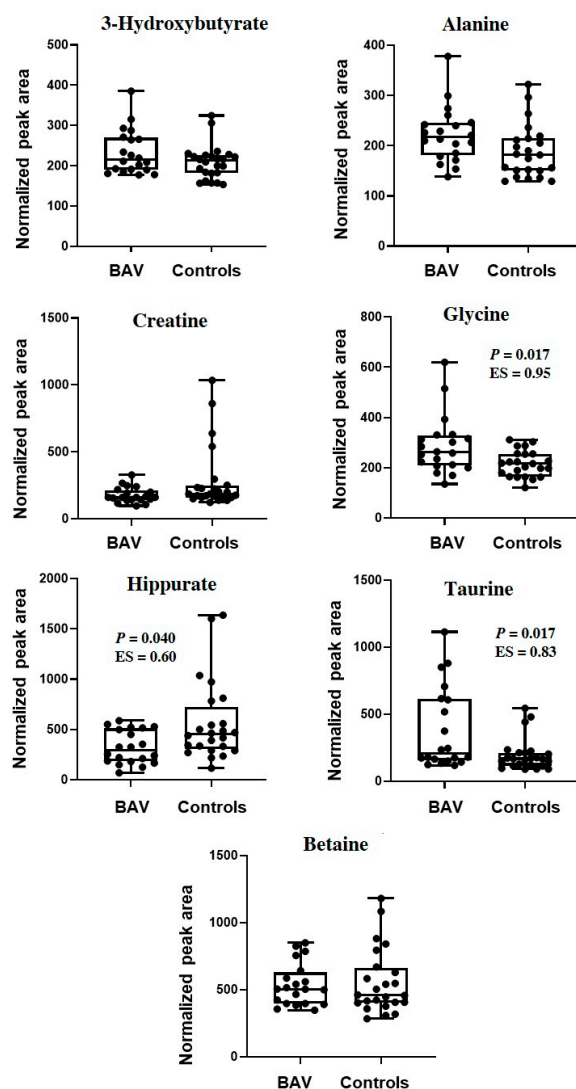 3-Hydroxybutyrate
Normalized peak area
500
400
300
200
100
0
BAV Controls
Alanine
Normalized peak area
400
300
200
100
0
BAV Controls
Creatine
Normalized peak area
1500
1000
500
0
BAV Controls
Glycine
Normalized peak area
800
600
400
200
0
P = 0.017
ES = 0.95
BAV Controls
Hippurate
Normalized peak area
2000
1500
1000
500
0
P = 0.040
ES = 0.60
BAV Controls
Taurine
Normalized peak area
1500
1000
500
0
P = 0.017
ES = 0.83
BAV Controls
Betaine
Normalized peak area
1500
1000
500
0
BAV Controls